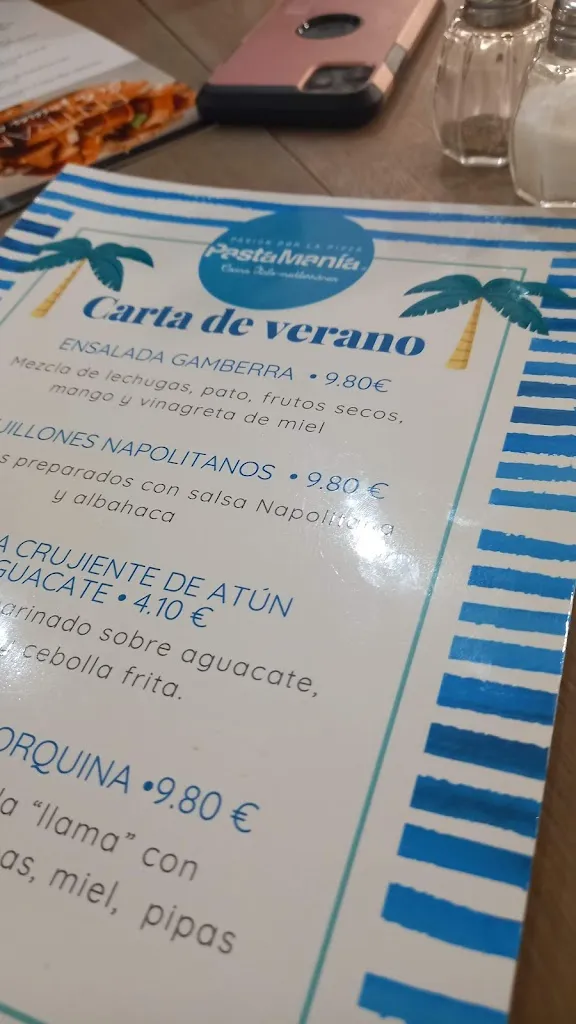 PASIÓN POR LA PIZZA
PastaManía
Carta de verano
ENSALADA GAMBERRA • 9.80€
Mezcla de lechugas, pato, frutos secos,
mango y vinagreta de miel
UILLONES NAPOLITANOS • 9.80 €
s preparados con salsa Napolitana
y albahaca
A CRUJIENTE DE ATÚN
GUACATE • 4.10 €
arinado sobre aguacate,
y cebolla frita.
ORQUINA •9.80 €
la "llama" con
as, miel, pipas